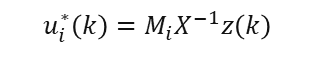 u_i^*(k) = M_i X^{-1} z(k)